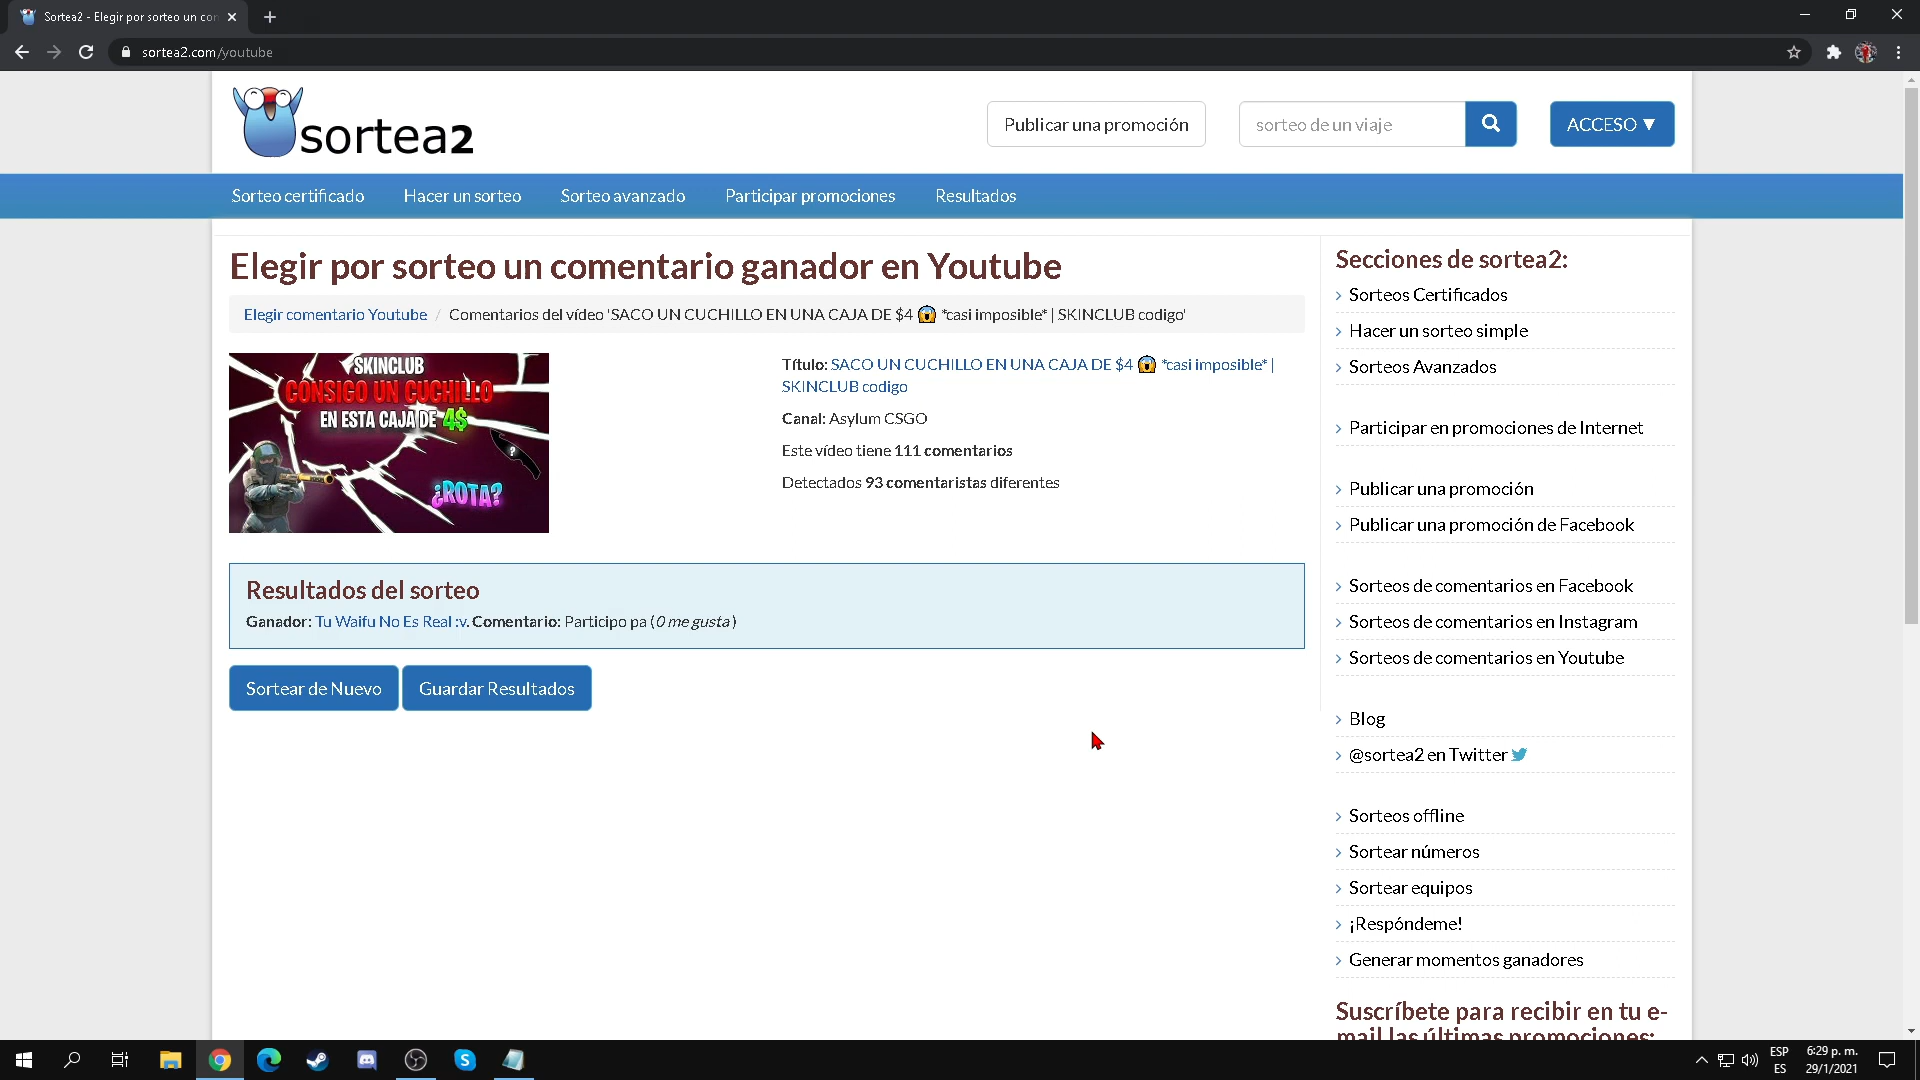 Sortea2 - Elegir por sorteo un con
sortea2.com/youtube
sortea2
Publicar una promoción
sorteo de un viaje
ACCESO ▼
Sorteo certificado
Hacer un sorteo
Sorteo avanzado
Participar promociones
Resultados
Elegir por sorteo un comentario ganador en Youtube
Elegir comentario Youtube / Comentarios del vídeo 'SACO UN CUCHILLO EN UNA CAJA DE $4 😱 *casi imposible* | SKINCLUB codigo'
SKINCLUB
CONSIGO UN CUCHILLO
EN ESTA CAJA DE 4$
?
¿ROTA?
Título: SACO UN CUCHILLO EN UNA CAJA DE $4 😱 *casi imposible* |
SKINCLUB codigo
Canal: Asylum CSGO
Este vídeo tiene 111 comentarios
Detectados 93 comentaristas diferentes
Resultados del sorteo
Ganador: Tu Waifu No Es Real :v. Comentario: Participo pa (0 me gusta )
Sortear de Nuevo
Guardar Resultados
Secciones de sortea2:
Sorteos Certificados
Hacer un sorteo simple
Sorteos Avanzados
Participar en promociones de Internet
Publicar una promoción
Publicar una promoción de Facebook
Sorteos de comentarios en Facebook
Sorteos de comentarios en Instagram
Sorteos de comentarios en Youtube
Blog
@sortea2 en Twitter
Sorteos offline
Sortear números
Sortear equipos
¡Respóndeme!
Generar momentos ganadores
Suscríbete para recibir en tu e-
mail las últimas promociones:
ESP
ES
6:29 p. m.
29/1/2021